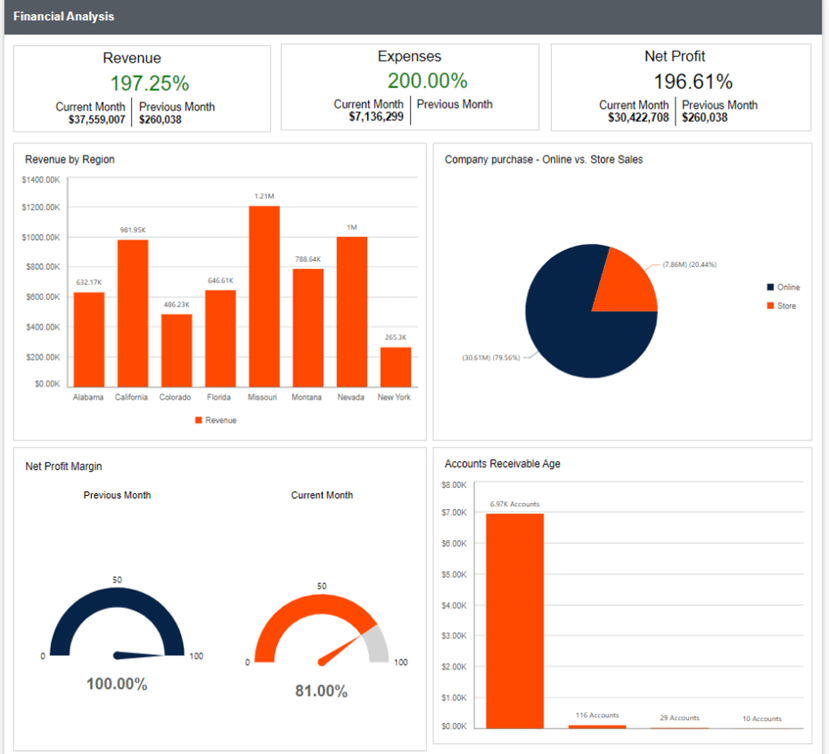 Financial Analysis
Revenue
197.25%
Current Month
$37,559,007
Previous Month
$260,038
Expenses
200.00%
Current Month
$7,136,299
Previous Month
Net Profit
196.61%
Current Month
$30,422,708
Previous Month
$260,038
Revenue by Region
$1400.00K
$1200.00K
$1000.00K
$800.00K
$600.00K
$400.00K
$200.00K
$0.00K
632.17K
981.95K
486.23K
646.61K
1.21M
788.64K
1M
265.3K
Alabama
California
Colorado
Florida
Missouri
Montana
Nevada
New York
Revenue
Company purchase - Online vs. Store Sales
(7.86M) (20.44%)
(30.61M) (79.56%)
Online
Store
Net Profit Margin
Previous Month
0
50
100
100.00%
Current Month
0
50
100
81.00%
Accounts Receivable Age
$8.00K
$7.00K
$6.00K
$5.00K
$4.00K
$3.00K
$2.00K
$1.00K
$0.00K
6.97K Accounts
116 Accounts
29 Accounts
10 Accounts